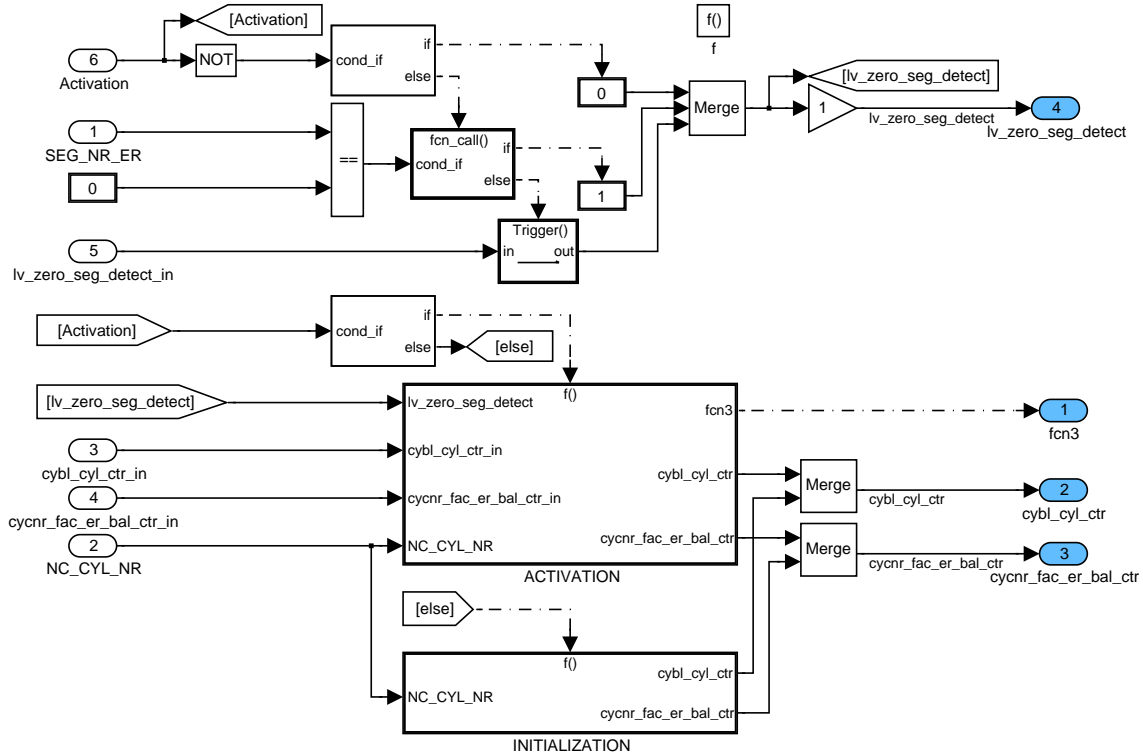 [Activation]
f()
f
6
Activation
NOT
cond_if
if
else
0
Merge
[lv_zero_seg_detect]
1
lv_zero_seg_detect
4
lv_zero_seg_detect
1
SEG_NR_ER
0
==
fcn_call()
cond_if
if
else
1
5
lv_zero_seg_detect_in
Trigger()
in
out
[Activation]
cond_if
if
else
[else]
[lv_zero_seg_detect]
f()
lv_zero_seg_detect
fcn3
1
fcn3
3
cybl_cyl_ctr_in
cybl_cyl_ctr_in
cybl_cyl_ctr
Merge
cybl_cyl_ctr
2
cybl_cyl_ctr
4
cycnr_fac_er_bal_ctr_in
cycnr_fac_er_bal_ctr_in
cycnr_fac_er_bal_ctr
Merge
cycnr_fac_er_bal_ctr
3
cycnr_fac_er_bal_ctr
2
NC_CYL_NR
NC_CYL_NR
ACTIVATION
[else]
f()
NC_CYL_NR
cybl_cyl_ctr
cycnr_fac_er_bal_ctr
INITIALIZATION